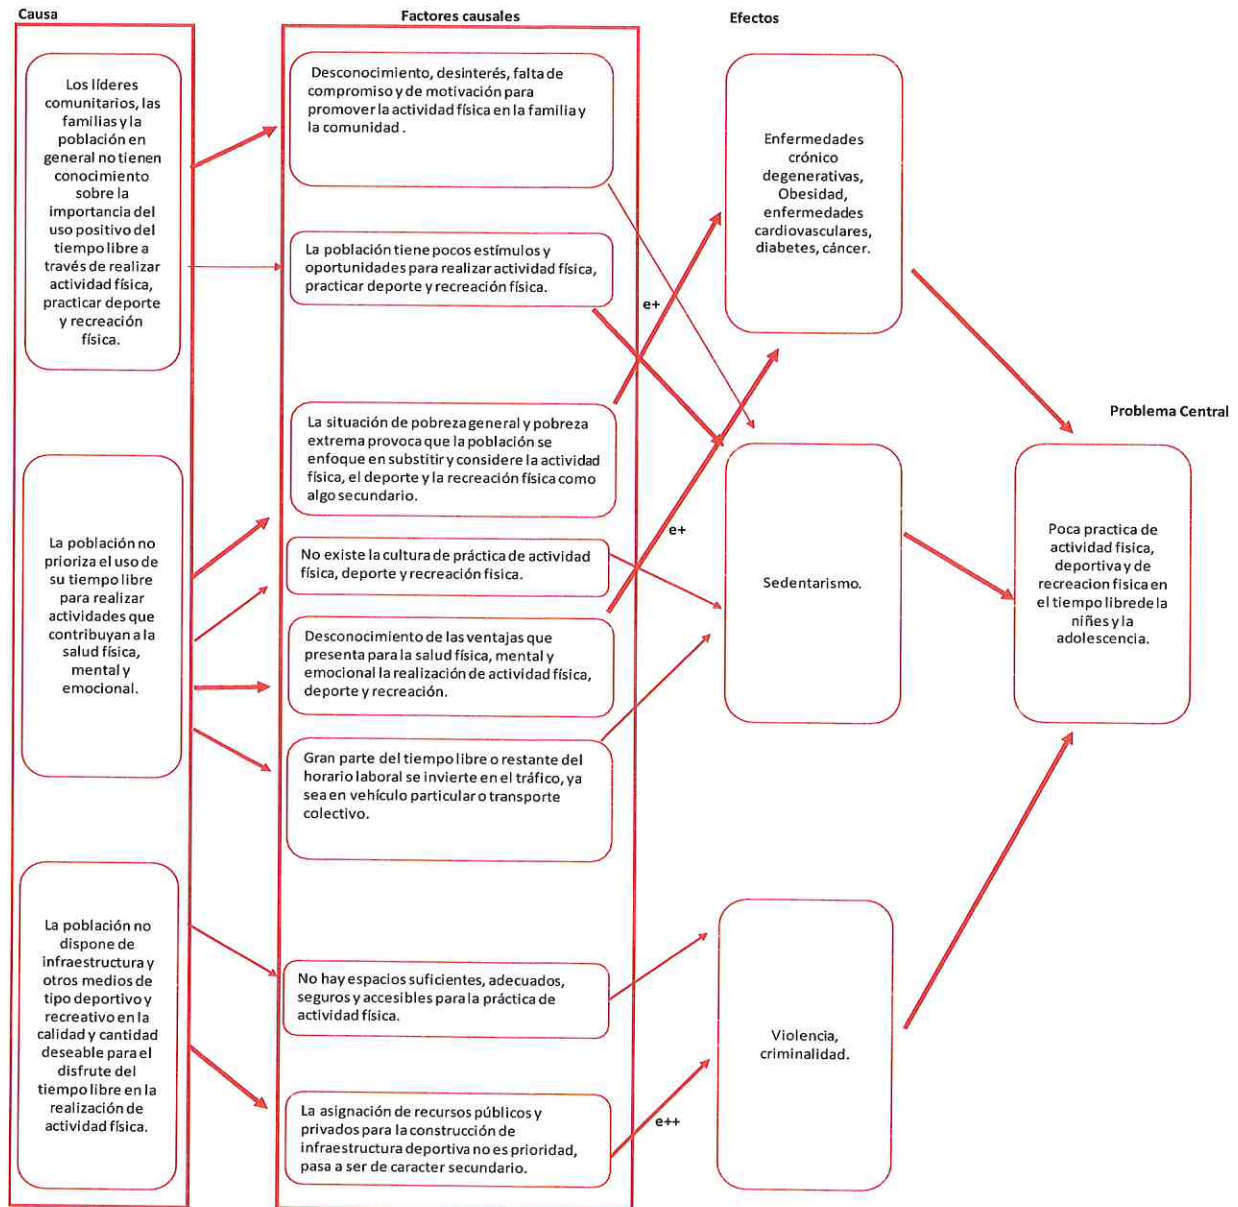 Causa
Factores causales
Efectos
Los líderes
comunitarios, las
familias y la
población en
general no tienen
conocimiento
sobre la
importancia del
uso positivo del
tiempo libre a
través de realizar
actividad física,
practicar deporte
y recreación
física.
La población no
prioriza el uso de
su tiempo libre
para realizar
actividades que
contribuyan a la
salud física,
mental y
emocional.
La población no
dispone de
infraestructura y
otros medios de
tipo deportivo y
recreativo en la
calidad y cantidad
deseable para el
disfrute del
tiempo libre en la
realización de
actividad física.
Desconocimiento, desinterés, falta de
compromiso y de motivación para
promover la actividad física en la familia y
la comunidad .
La población tiene pocos estímulos y
oportunidades para realizar actividad física,
practicar deporte y recreación física.
La situación de pobreza general y pobreza
extrema provoca que la población se
enfoque en substitir y considere la actividad
física, el deporte y la recreación física como
algo secundario.
No existe la cultura de práctica de actividad
física, deporte y recreación fisica.
Desconocimiento de las ventajas que
presenta para la salud física, mental y
emocional la realización de actividad física,
deporte y recreación.
Gran parte del tiempo libre o restante del
horario laboral se invierte en el tráfico, ya
sea en vehículo particular o transporte
colectivo.
No hay espacios suficientes, adecuados,
seguros y accesibles para la práctica de
actividad física.
La asignación de recursos públicos y
privados para la construcción de
infraestructura deportiva no es prioridad,
pasa a ser de caracter secundario.
e+
e+
e++
Enfermedades
crónico
degenerativas,
Obesidad,
enfermedades
cardiovasculares,
diabetes, cáncer.
Sedentarismo.
Violencia,
criminalidad.
Problema Central
Poca practica de
actividad fisica,
deportiva y de
recreacion fisica en
el tiempo librede la
niñes y la
adolescencia.